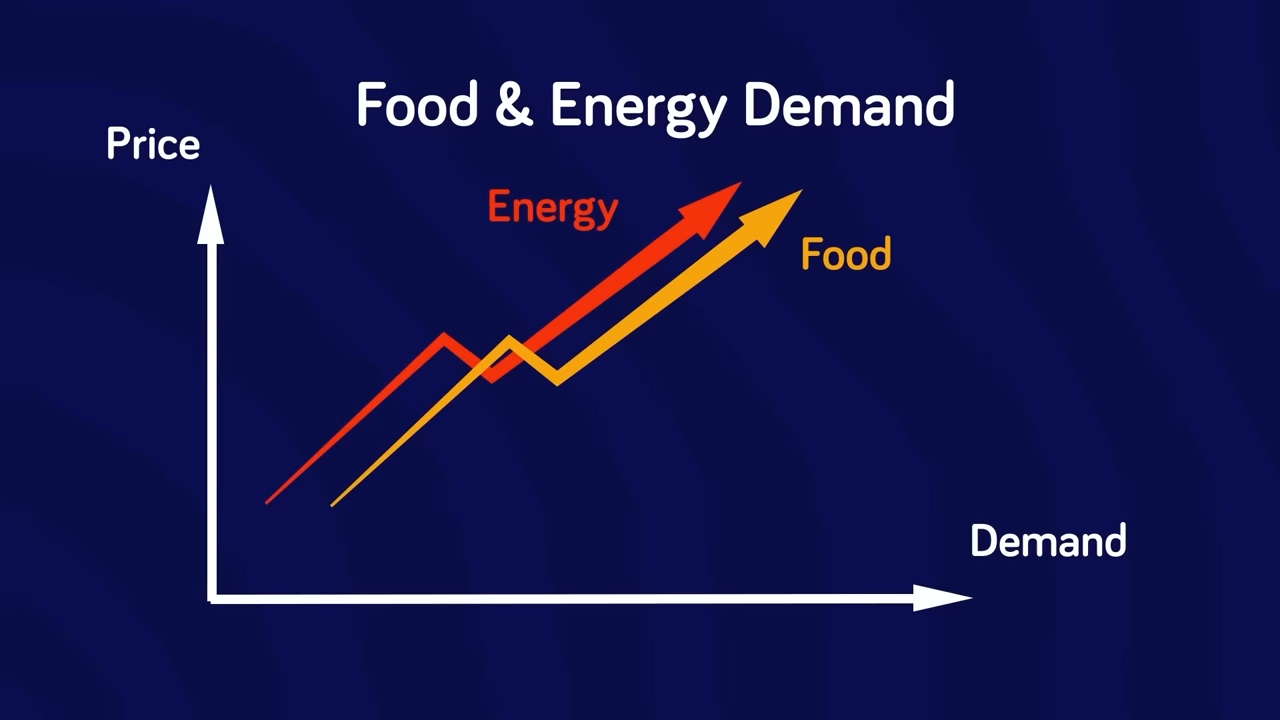 Food & Energy Demand
Price
Energy
Food
Demand